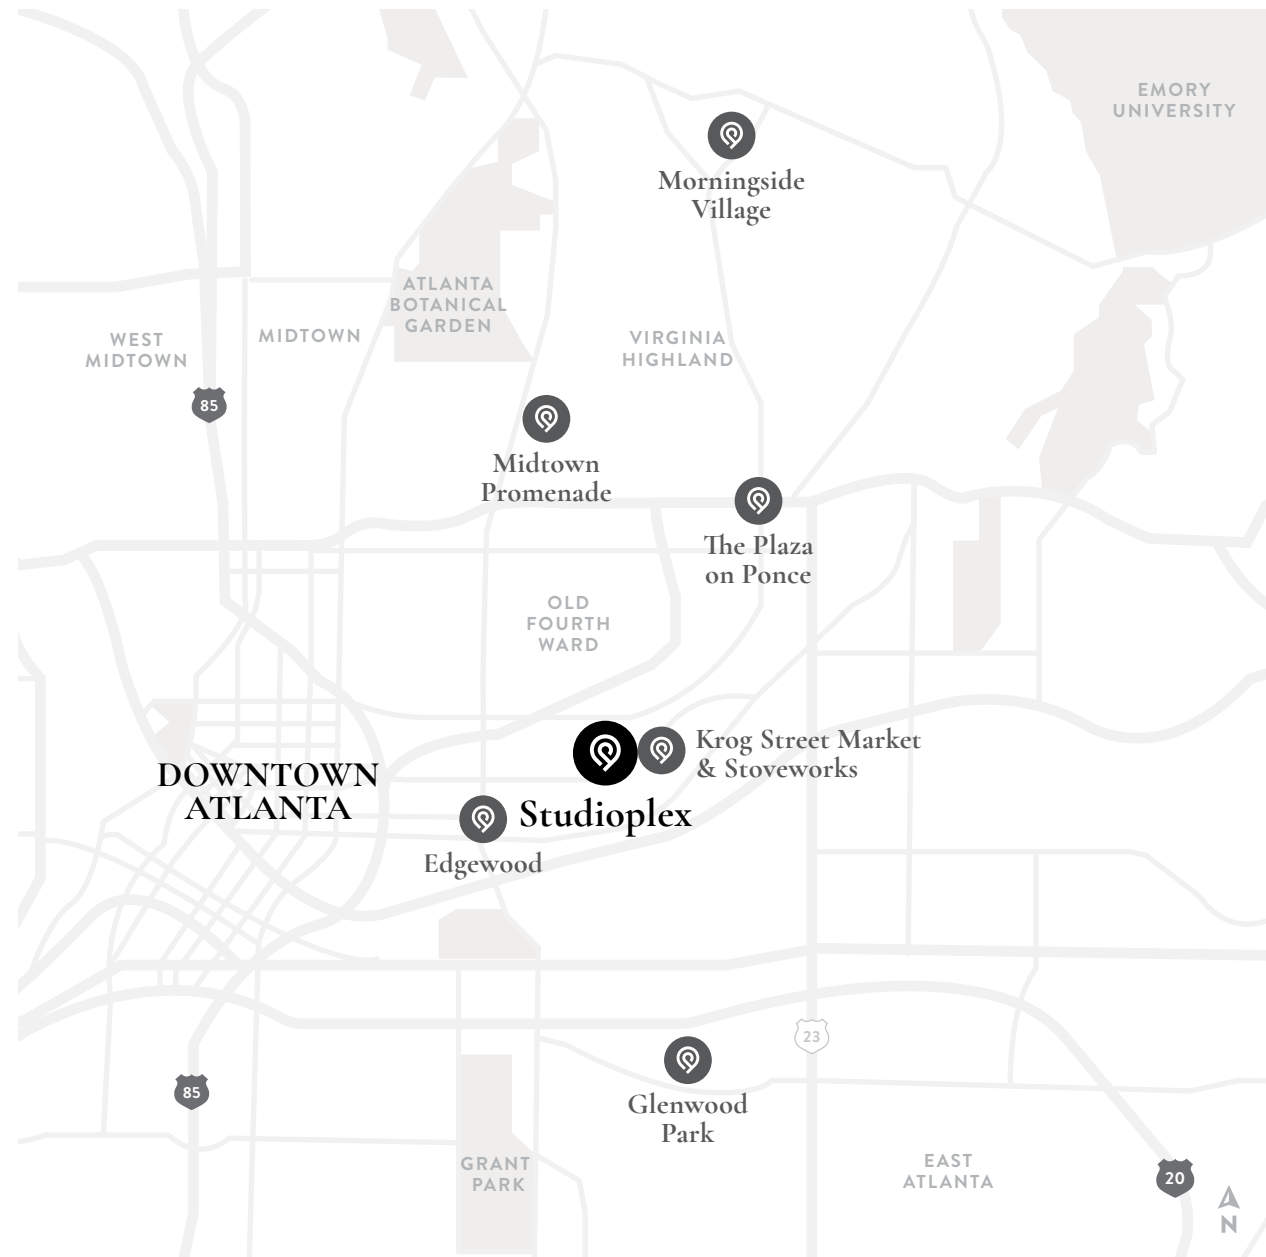 EMORY
UNIVERSITY
Morningside
Village
ATLANTA
BOTANICAL
GARDEN
WEST
MIDTOWN
MIDTOWN
VIRGINIA
HIGHLAND
85
Midtown
Promenade
The Plaza
on Ponce
OLD
FOURTH
WARD
Krog Street Market
& Stoveworks
DOWNTOWN
ATLANTA
Studioplex
Edgewood
23
85
Glenwood
Park
GRANT
PARK
EAST
ATLANTA
20
N